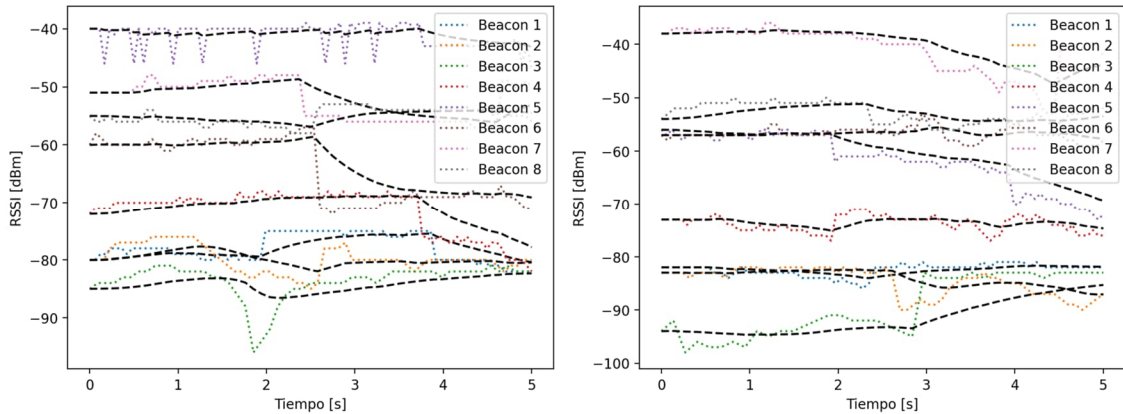 −40
−50
−60
−70
−80
−90
RSSI [dBm]
0
1
2
3
4
5
Tiempo [s]
Beacon 1
Beacon 2
Beacon 3
Beacon 4
Beacon 5
Beacon 6
Beacon 7
Beacon 8
−40
−50
−60
−70
−80
−90
−100
RSSI [dBm]
0
1
2
3
4
5
Tiempo [s]
Beacon 1
Beacon 2
Beacon 3
Beacon 4
Beacon 5
Beacon 6
Beacon 7
Beacon 8